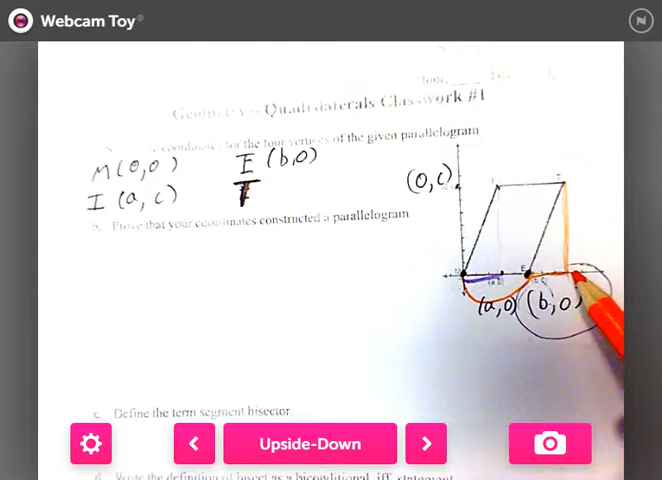 Webcam Toy
Geometry – Quadrilaterals Classwork #1
coordinates for the four vertices of the given parallelogram
M (0,0) E (b,0)
I (a, c) T
(0, c)
b. Prove that your coordinates constructed a parallelogram
(a,0) (b,0)
c. Define the term segment bisector.
Upside-Down
d. Write the definition of bisect as a biconditional, iff, statement